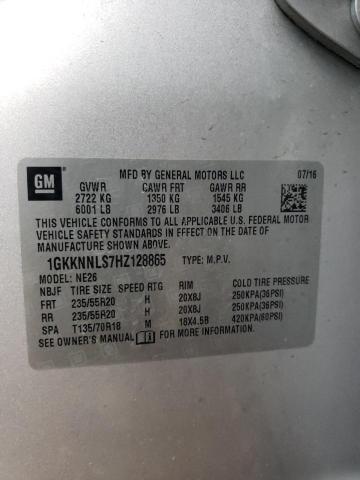 GM
MFD BY GENERAL MOTORS LLC 07/16
GVWR GAWR FRT GAWR RR
2722 KG 1350 KG 1545 KG
6001 LB 2976 LB 3406 LB
THIS VEHICLE CONFORMS TO ALL APPLICABLE U.S. FEDERAL MOTOR
VEHICLE SAFETY STANDARDS IN EFFECT ON THE DATE OF
MANUFACTURE SHOWN ABOVE.
1GKKNNLS7HZ128865 TYPE: M.P.V.
MODEL: NE26
NBJF TIRE SIZE SPEED RTG RIM COLD TIRE PRESSURE
FRT 235/55R20 H 20X8J 250KPA(36PSI)
RR 235/55R20 H 20X8J 250KPA(36PSI)
SPA T135/70R18 M 18X4.5B 420KPA(60PSI)
SEE OWNER'S MANUAL FOR MORE INFORMATION.